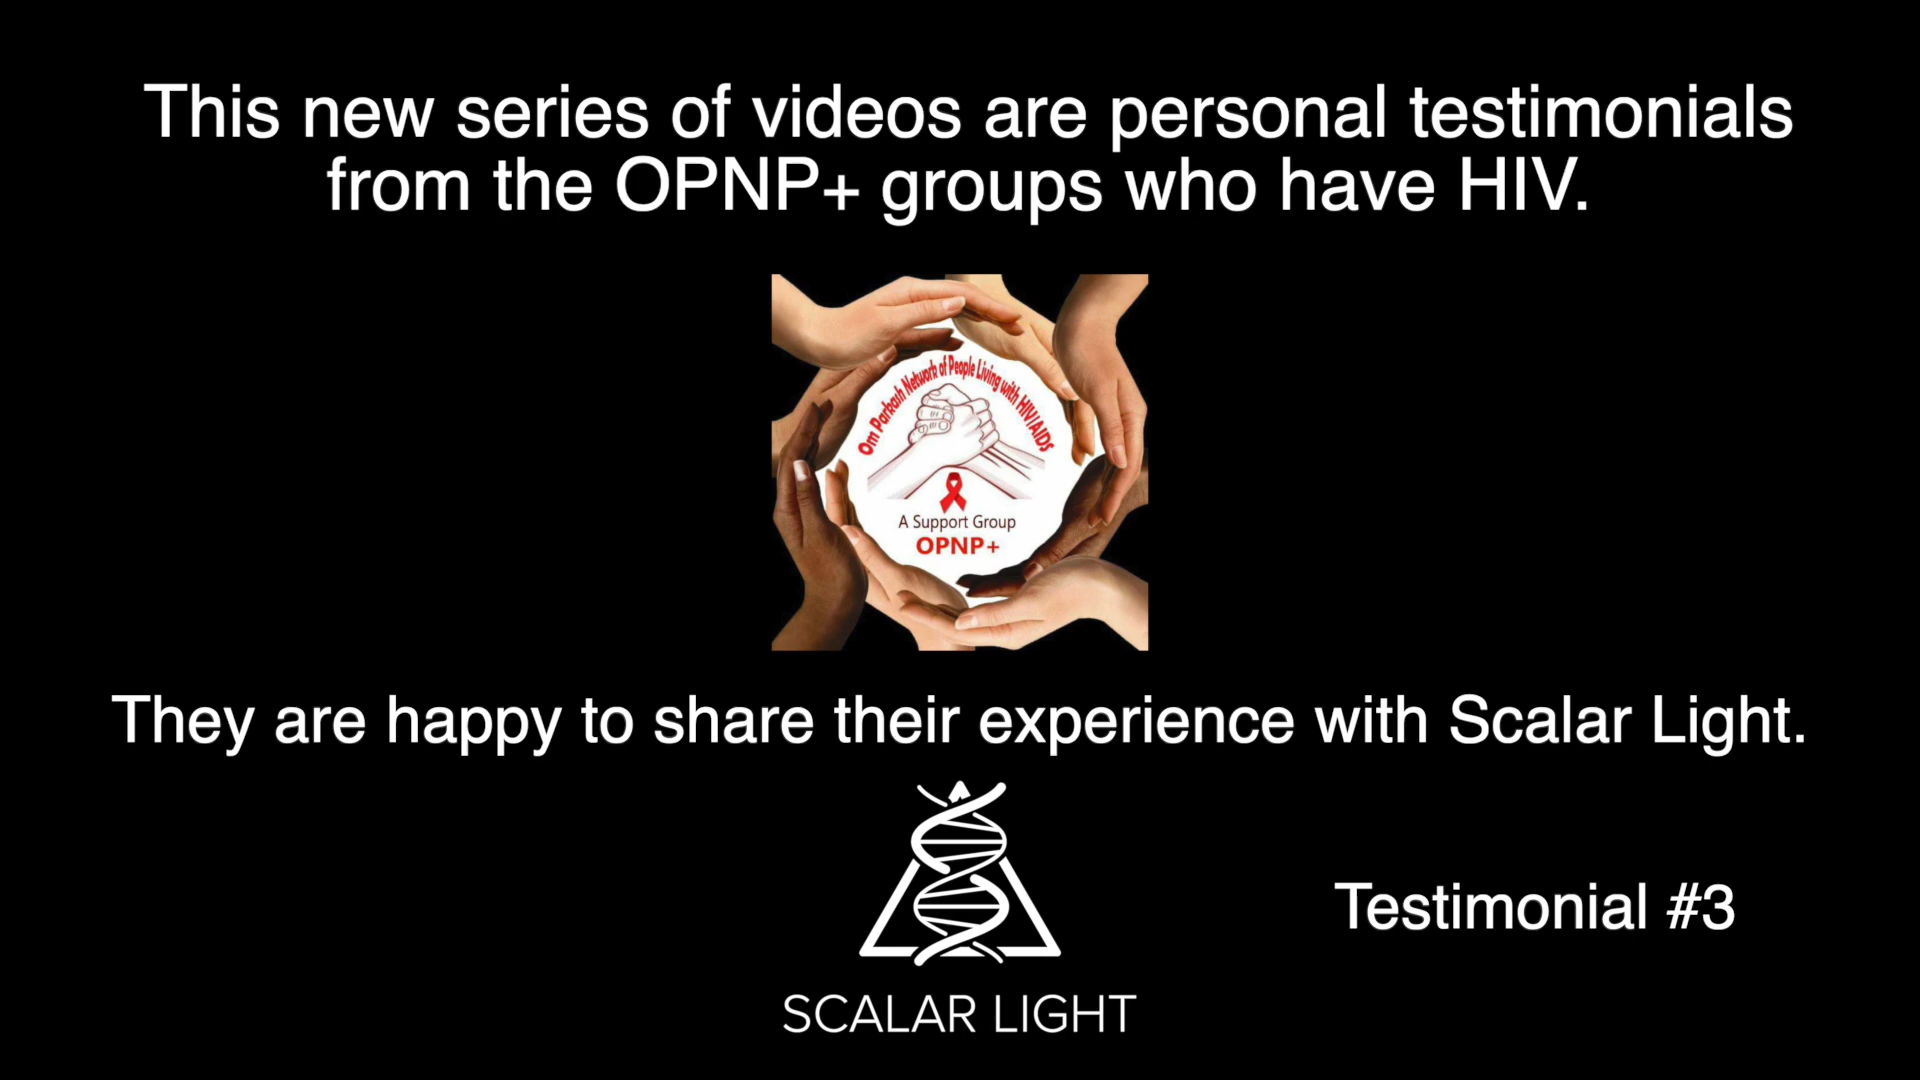 This new series of videos are personal testimonials
from the OPNP+ groups who have HIV.
Om Parkash Network of People Living with HIV/AIDS
A Support Group
OPNP+
They are happy to share their experience with Scalar Light.
Testimonial #3
SCALAR LIGHT